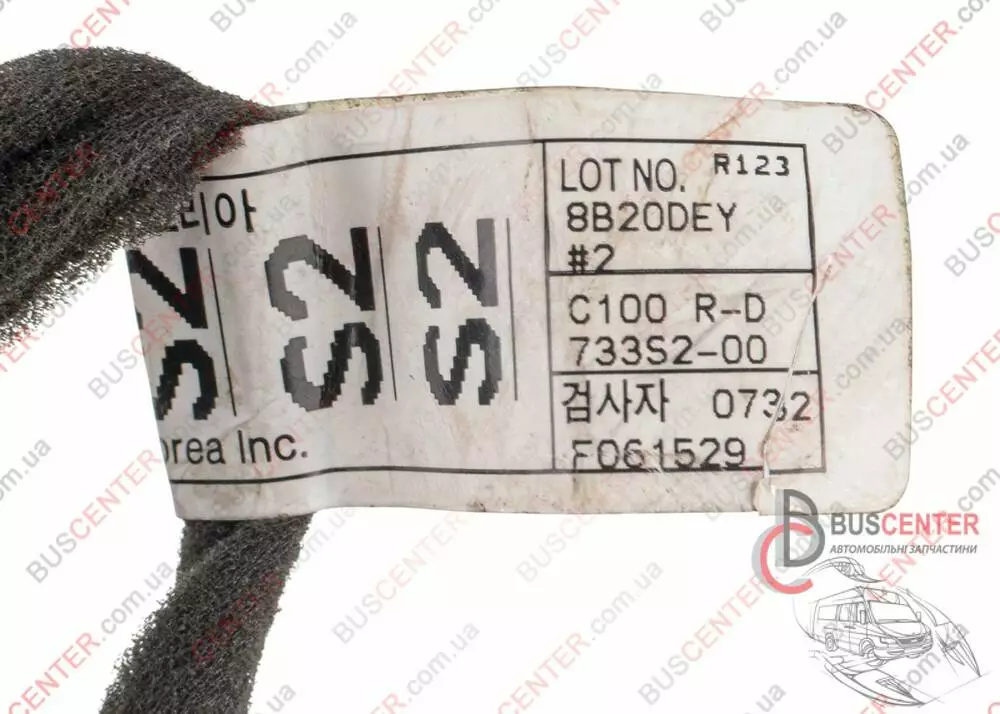 LOT NO. R123
8B20DEY
#2
C100 R-D
733S2-00
검사자 0732
F061529
리아
S2 S2 S2
orea Inc.
BUSCENTER
АВТОМОБІЛЬНІ ЗАПЧАСТИНИ
BUSCENTER.com.ua